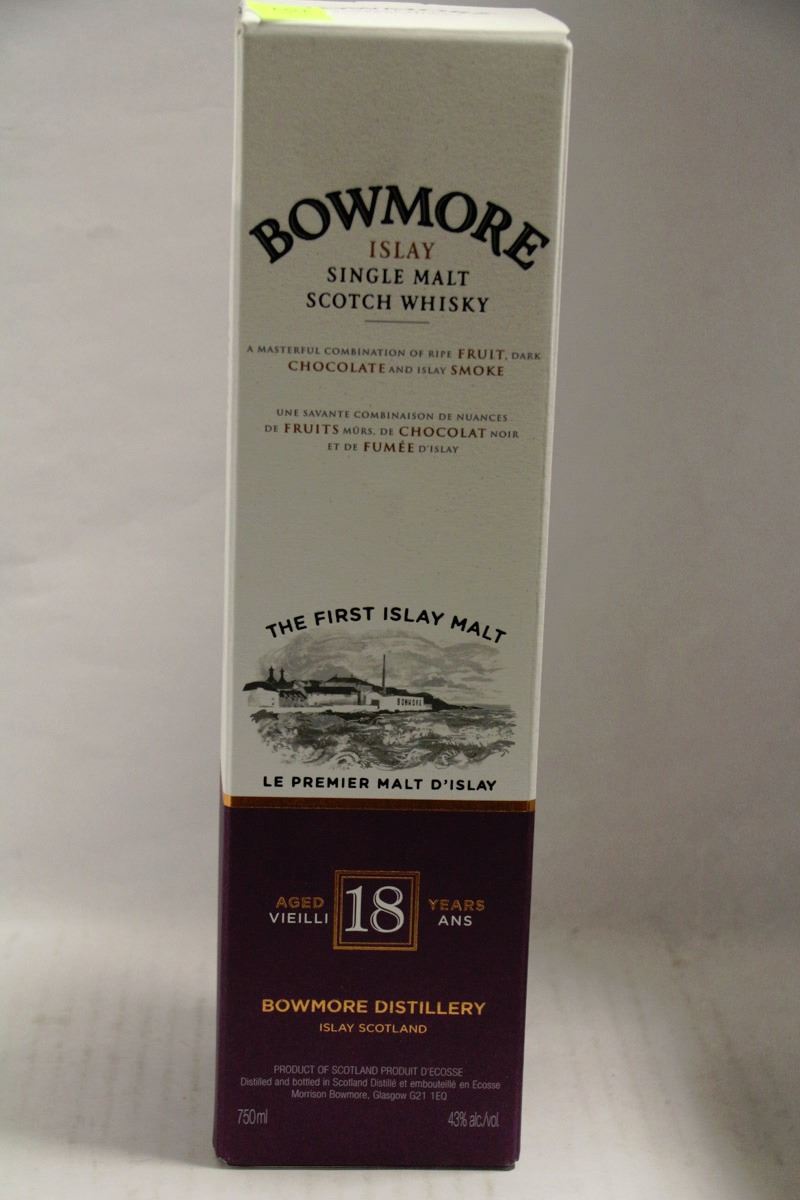 BOWMORE
ISLAY
SINGLE MALT
SCOTCH WHISKY
A MASTERFUL COMBINATION OF RIPE FRUIT, DARK
CHOCOLATE AND ISLAY SMOKE
UNE SAVANTE COMBINAISON DE NUANCES
DE FRUITS MÛRS, DE CHOCOLAT NOIR
ET DE FUMÉE D'ISLAY
THE FIRST ISLAY MALT
BOWMORE
LE PREMIER MALT D'ISLAY
AGED 18 YEARS
VIEILLI ANS
BOWMORE DISTILLERY
ISLAY SCOTLAND
PRODUCT OF SCOTLAND PRODUIT D'ECOSSE
Distilled and bottled in Scotland Distillé et embouteillé en Ecosse
Morrison Bowmore, Glasgow G21 1EQ
750ml 43% alc./vol.